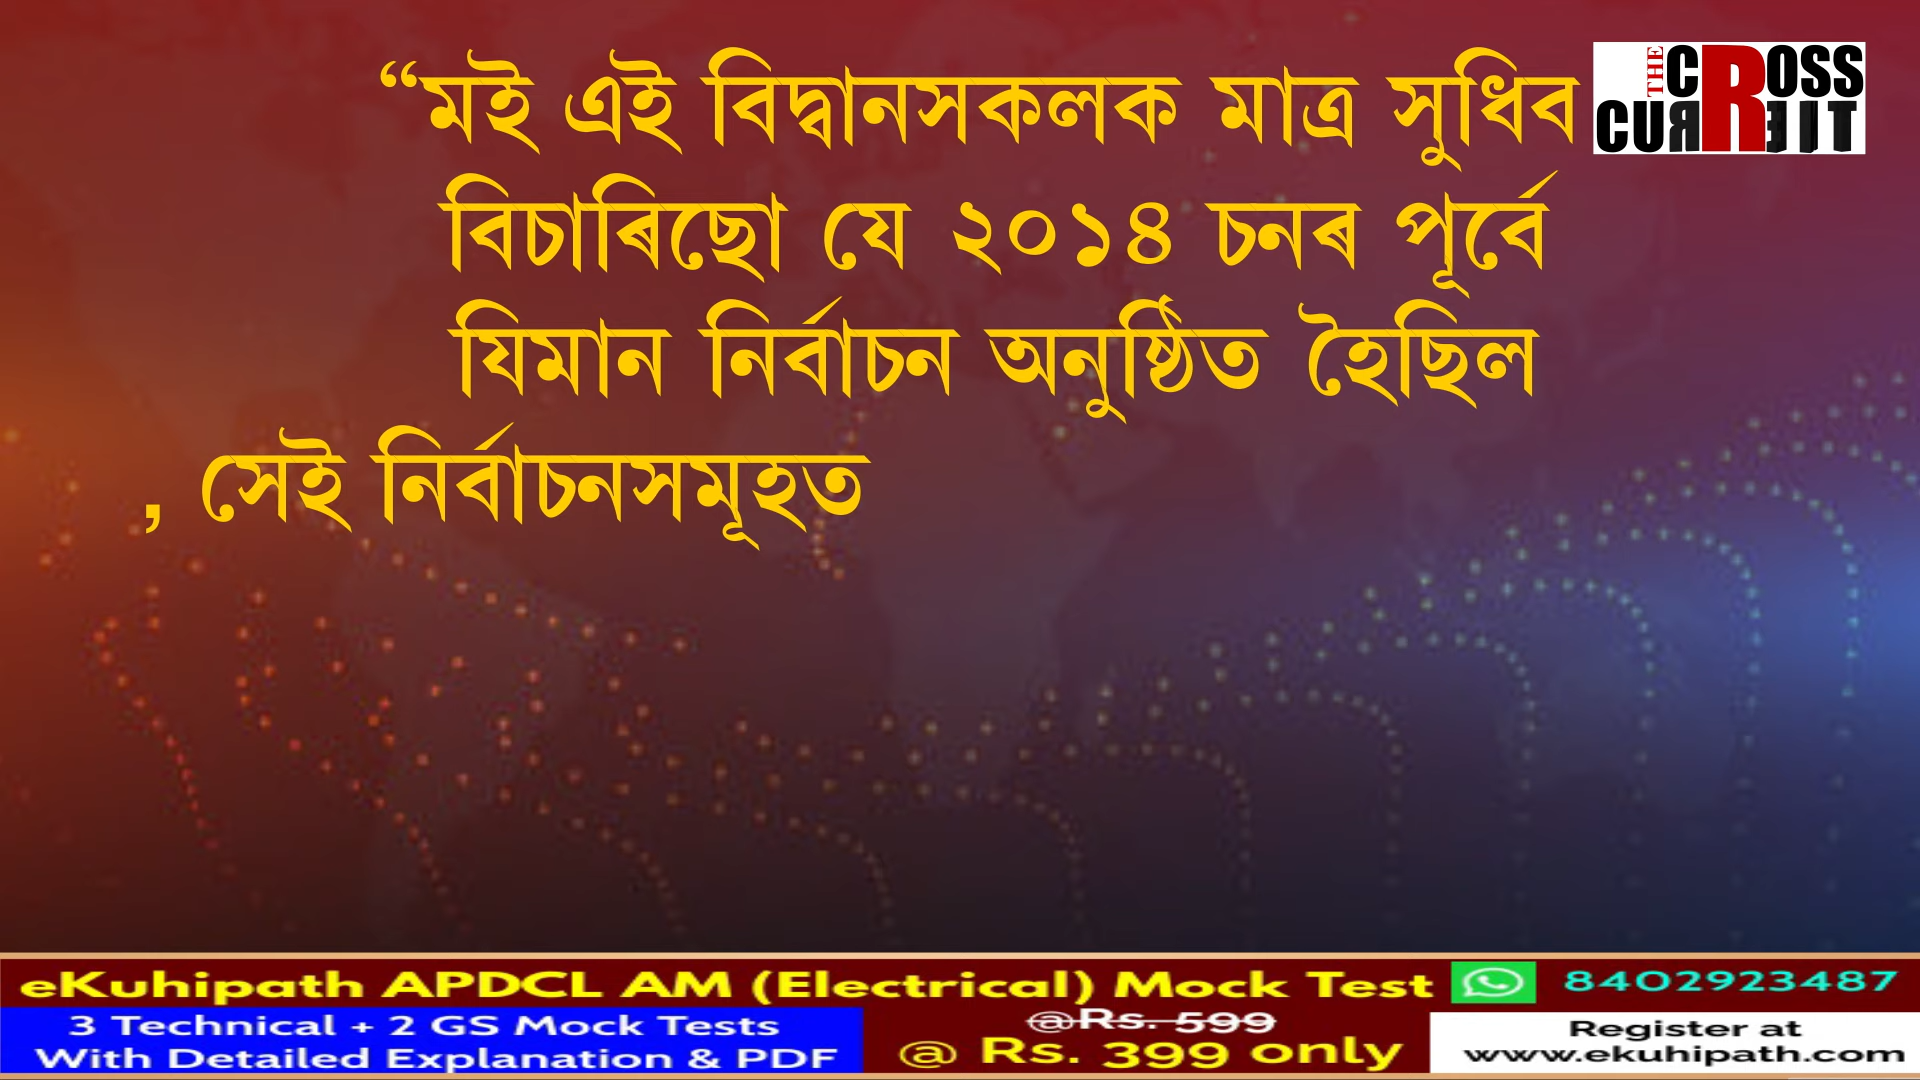 “মই এই বিদ্বানসকলক মাত্ৰ সুধিব
বিচাৰিছো যে ২০১৪ চনৰ পূৰ্বে
যিমান নিৰ্বাচন অনুষ্ঠিত হৈছিল
, সেই নিৰ্বাচনসমূহত
THE CROSS
CURRENT
eKuhipath APDCL AM (Electrical) Mock Test
8402923487
3 Technical + 2 GS Mock Tests
With Detailed Explanation & PDF
@Rs. 599
@ Rs. 399 only
Register at
www.ekuhipath.com